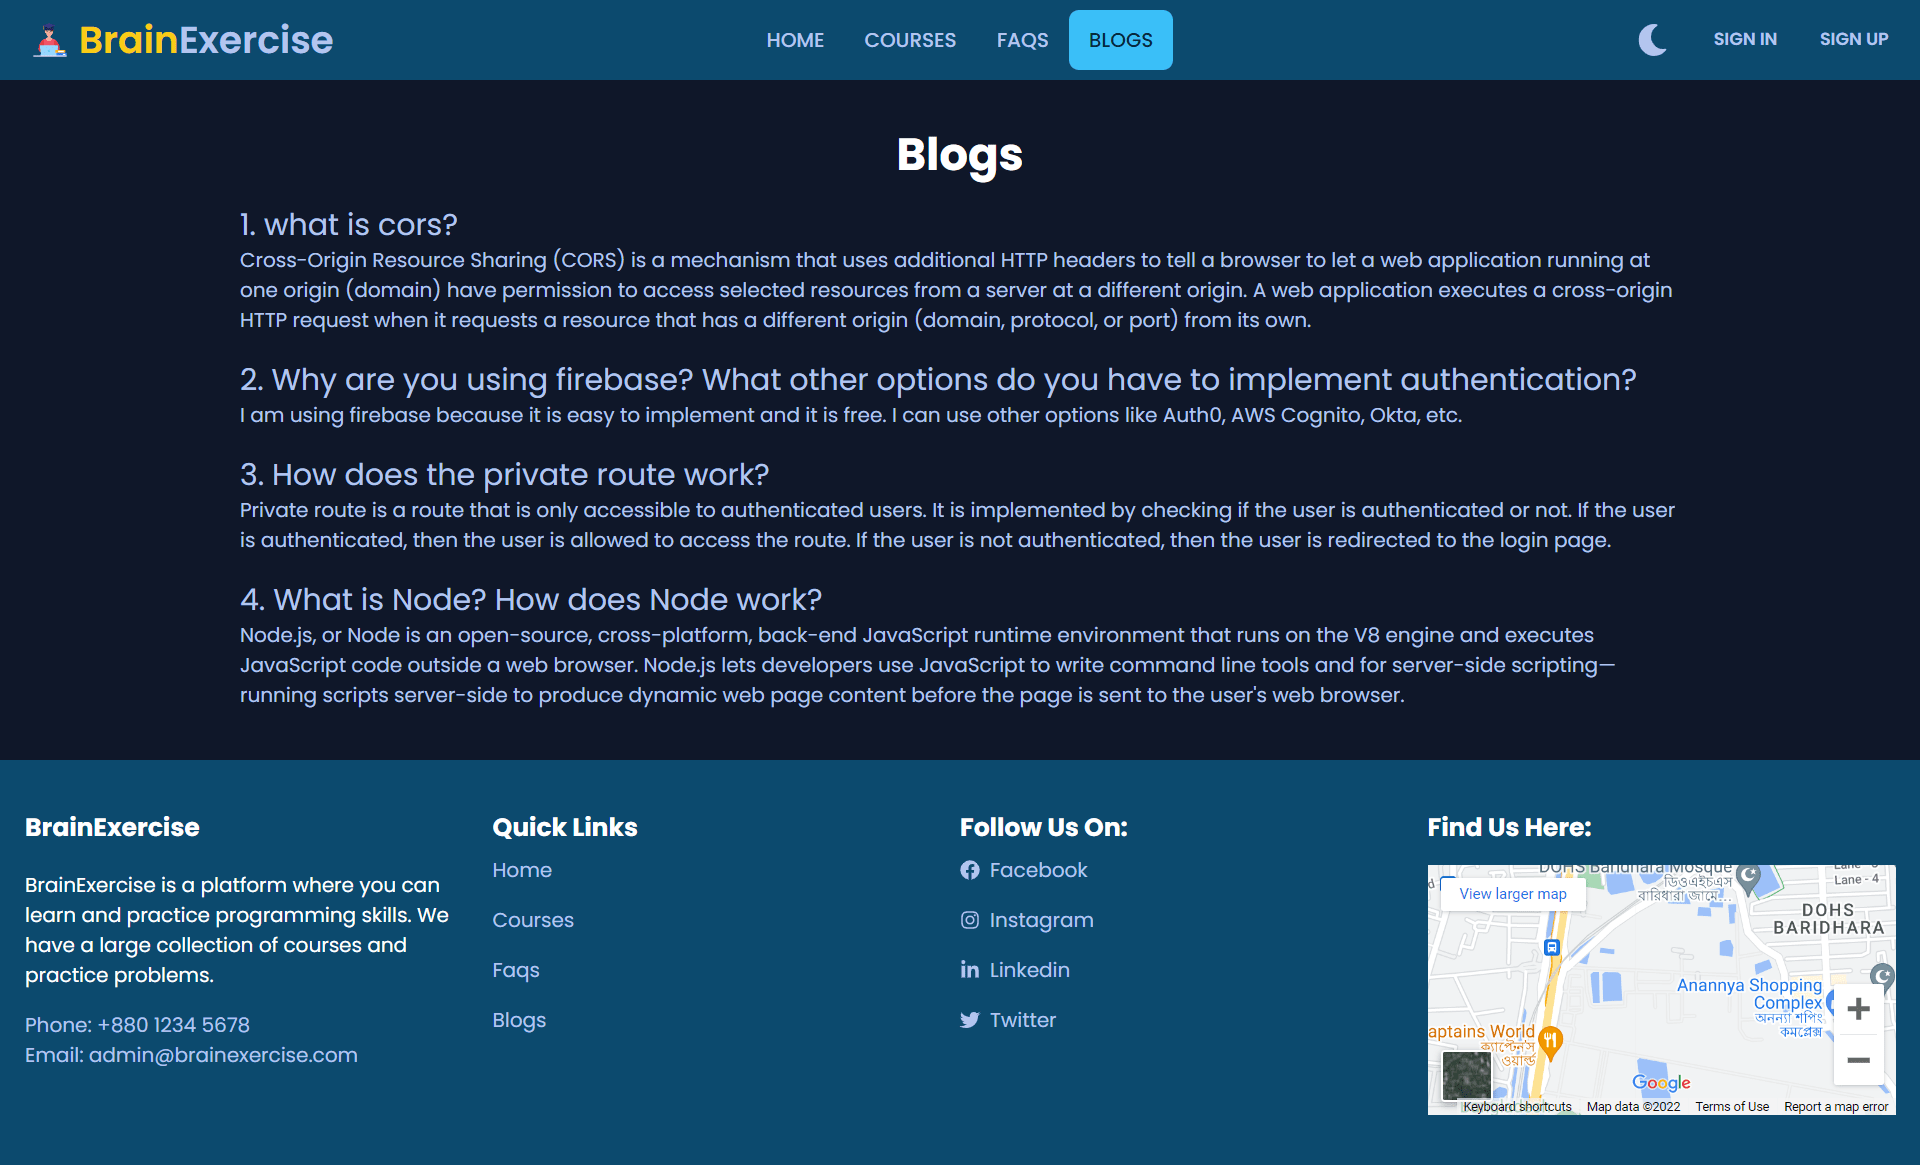 BrainExercise
HOME
COURSES
FAQS
BLOGS
SIGN IN
SIGN UP
Blogs
1. what is cors?
Cross-Origin Resource Sharing (CORS) is a mechanism that uses additional HTTP headers to tell a browser to let a web application running at
one origin (domain) have permission to access selected resources from a server at a different origin. A web application executes a cross-origin
HTTP request when it requests a resource that has a different origin (domain, protocol, or port) from its own.
2. Why are you using firebase? What other options do you have to implement authentication?
I am using firebase because it is easy to implement and it is free. I can use other options like Auth0, AWS Cognito, Okta, etc.
3. How does the private route work?
Private route is a route that is only accessible to authenticated users. It is implemented by checking if the user is authenticated or not. If the user
is authenticated, then the user is allowed to access the route. If the user is not authenticated, then the user is redirected to the login page.
4. What is Node? How does Node work?
Node.js, or Node is an open-source, cross-platform, back-end JavaScript runtime environment that runs on the V8 engine and executes
JavaScript code outside a web browser. Node.js lets developers use JavaScript to write command line tools and for server-side scripting—
running scripts server-side to produce dynamic web page content before the page is sent to the user's web browser.
BrainExercise
BrainExercise is a platform where you can
learn and practice programming skills. We
have a large collection of courses and
practice problems.
Phone: +880 1234 5678
Email: admin@brainexercise.com
Quick Links
Home
Courses
Faqs
Blogs
Follow Us On:
Facebook
Instagram
Linkedin
Twitter
Find Us Here:
View larger map
DOHS Baridhara Mosque
ডিওএইচএস
বারিধারা জামে...
Lane - 4
DOHS
BARIDHARA
Anannya Shopping
Complex
অনন্যা শপিং
কমপ্লেক্স
aptains World
ক্যাপ্টেনস
ওয়ার্ল্ড
Google
Keyboard shortcuts
Map data ©2022
Terms of Use
Report a map error